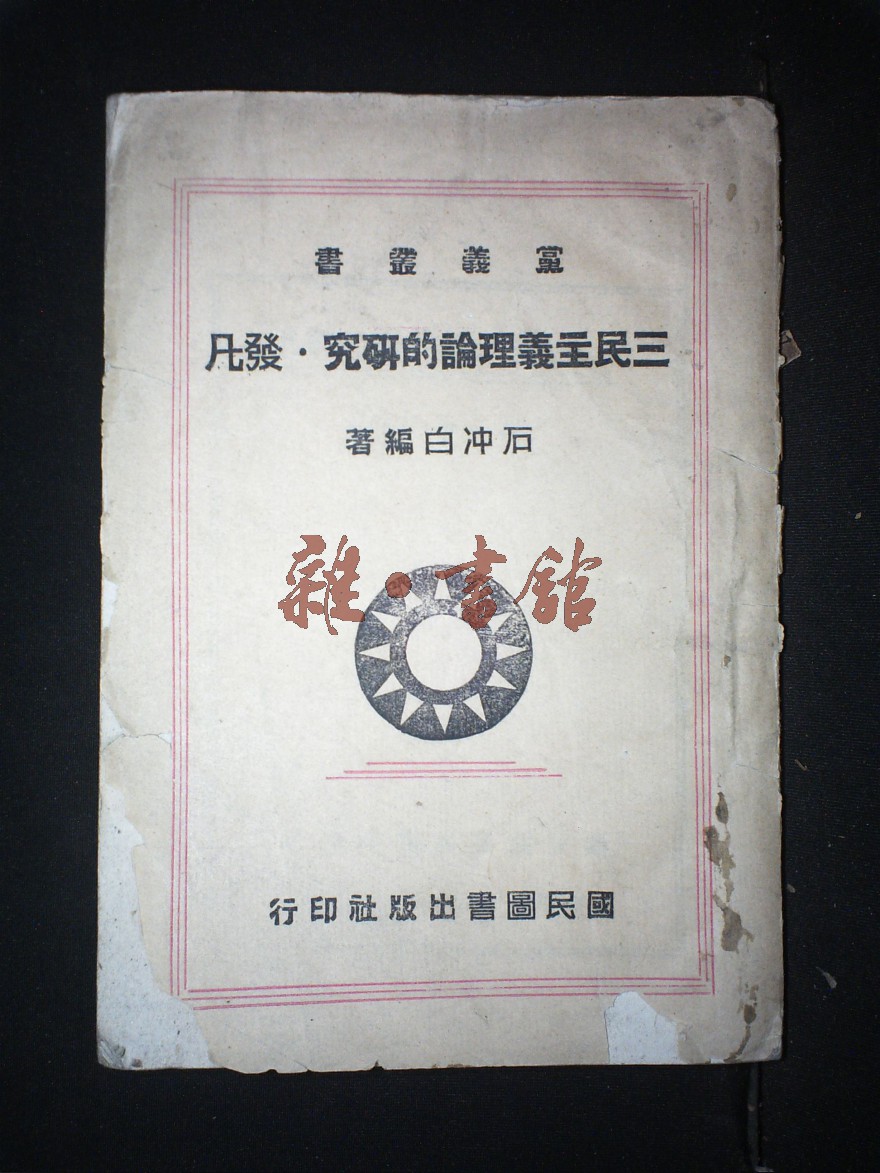 黨義叢書
三民主義理論的研究·發凡
石冲白編著
雜·書館
國民圖書出版社印行